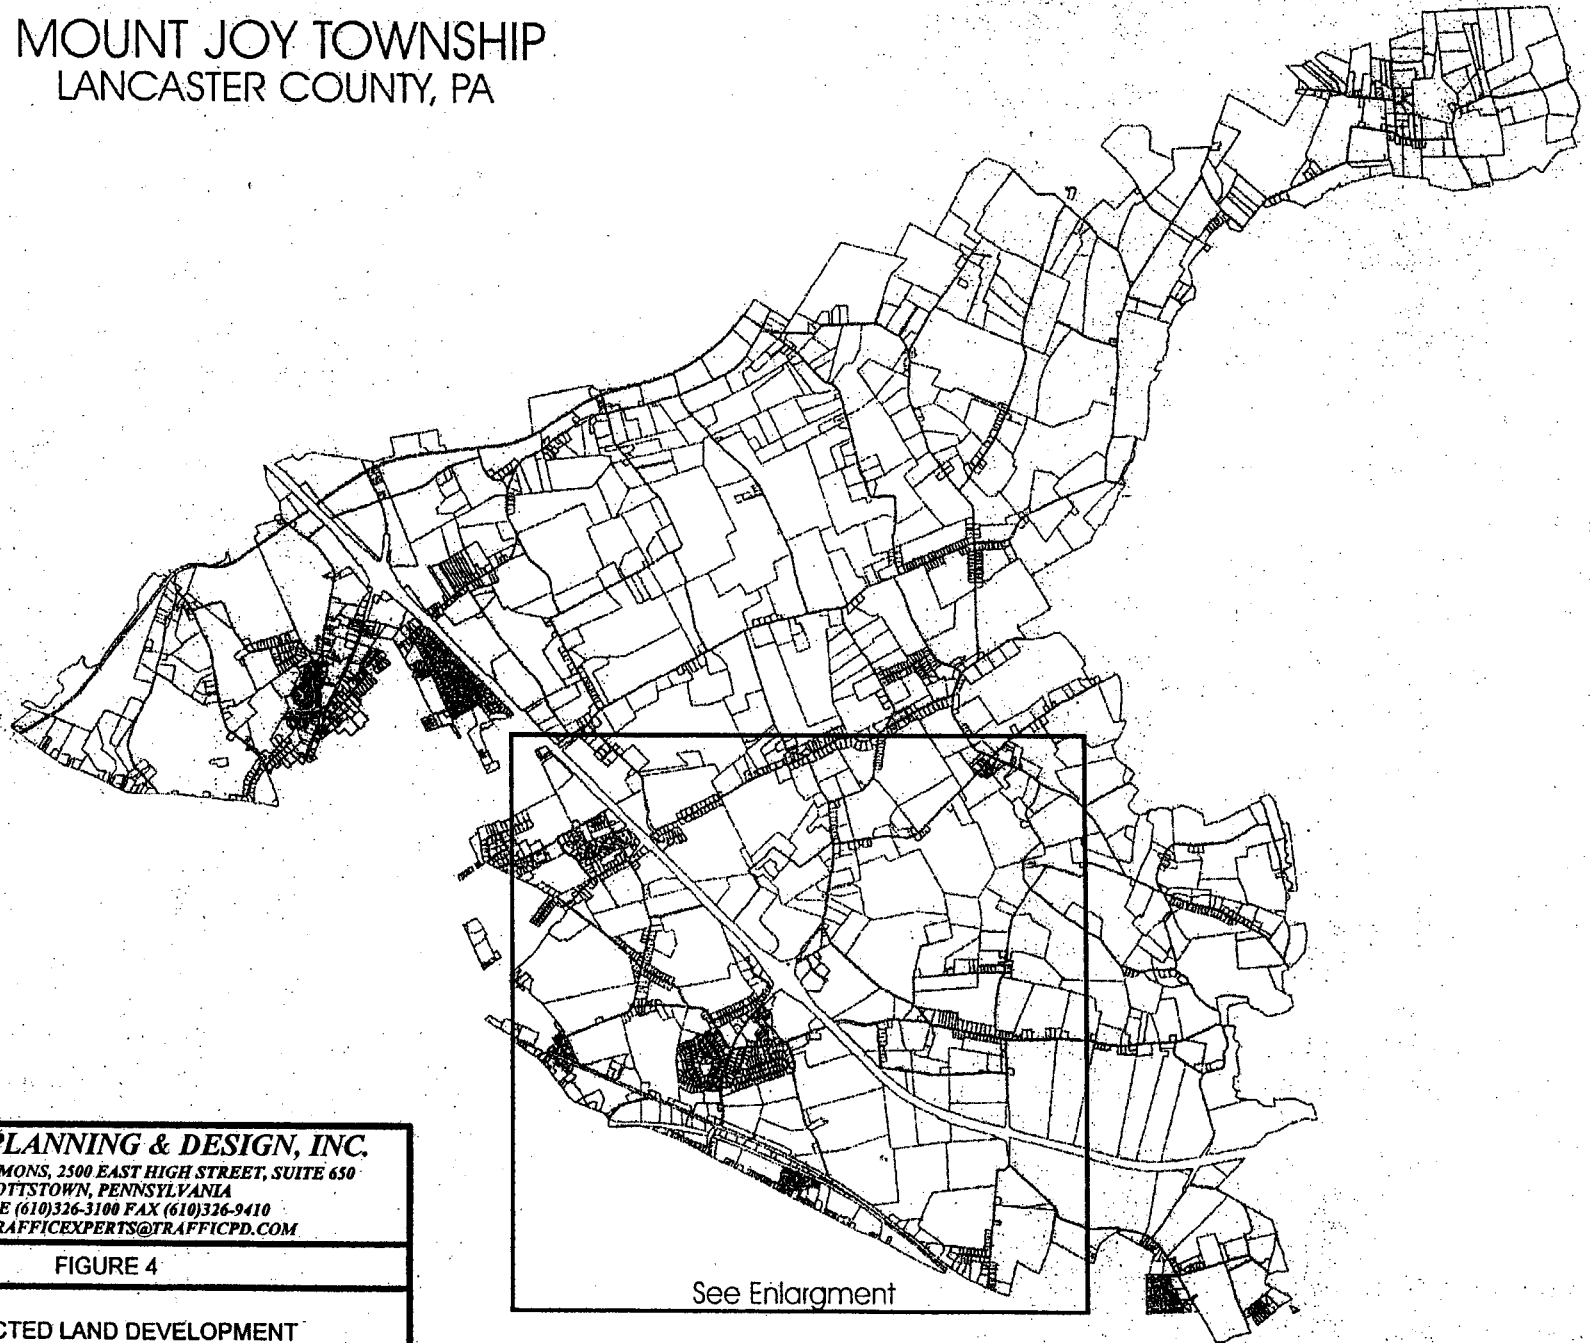 MOUNT JOY TOWNSHIP
LANCASTER COUNTY, PA
PLANNING & DESIGN, INC.
MONS, 2500 EAST HIGH STREET, SUITE 650
OTTSTOWN, PENNSYLVANIA
E (610)326-3100 FAX (610)326-9410
RAFFICEXPERTS@TRAFFICPD.COM
FIGURE 4
CTED LAND DEVELOPMENT
See Enlargment